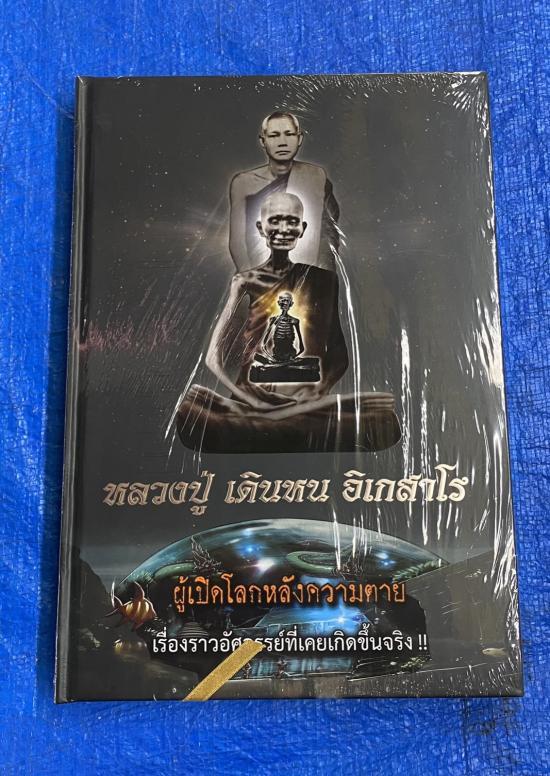 หลวงปู่ เดินหน อิเกสาโร
ผู้เปิดโลกหลังความตาย
เรื่องราวอัศจรรย์ที่เคยเกิดขึ้นจริง !!